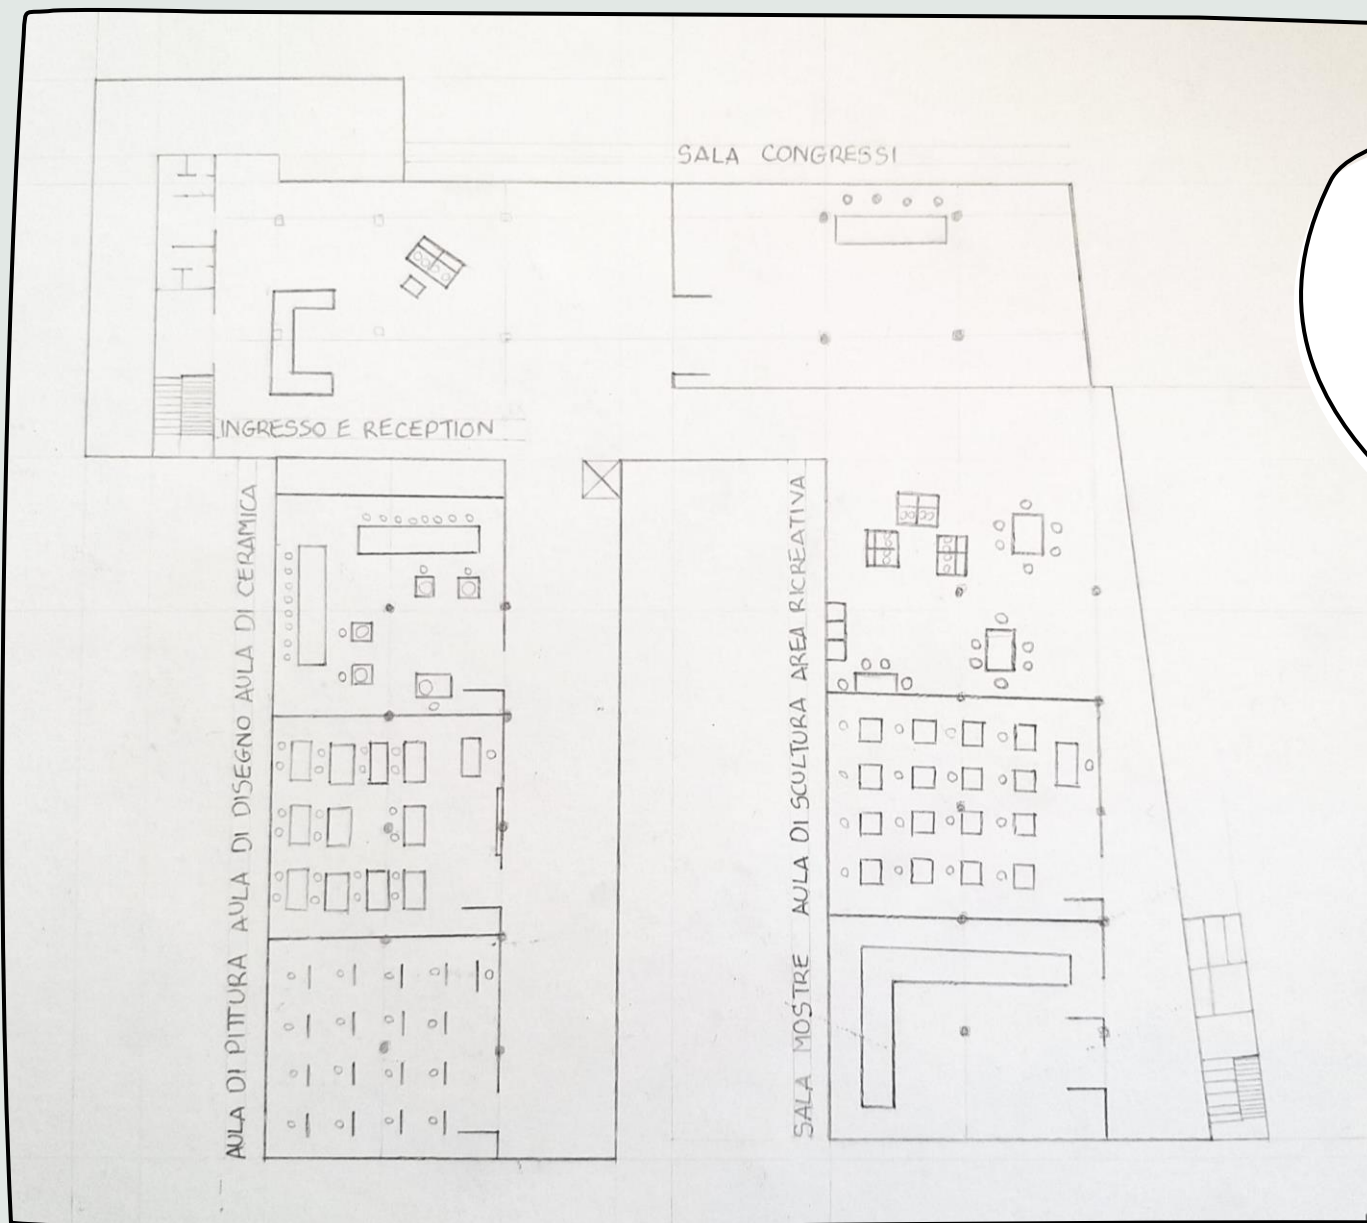 SALA CONGRESSI
INGRESSO E RECEPTION
AULA DI PITTURA AULA DI DISEGNO AULA DI CERAMICA
SALA MOSTRE AULA DI SCULTURA AREA RICREATIVA